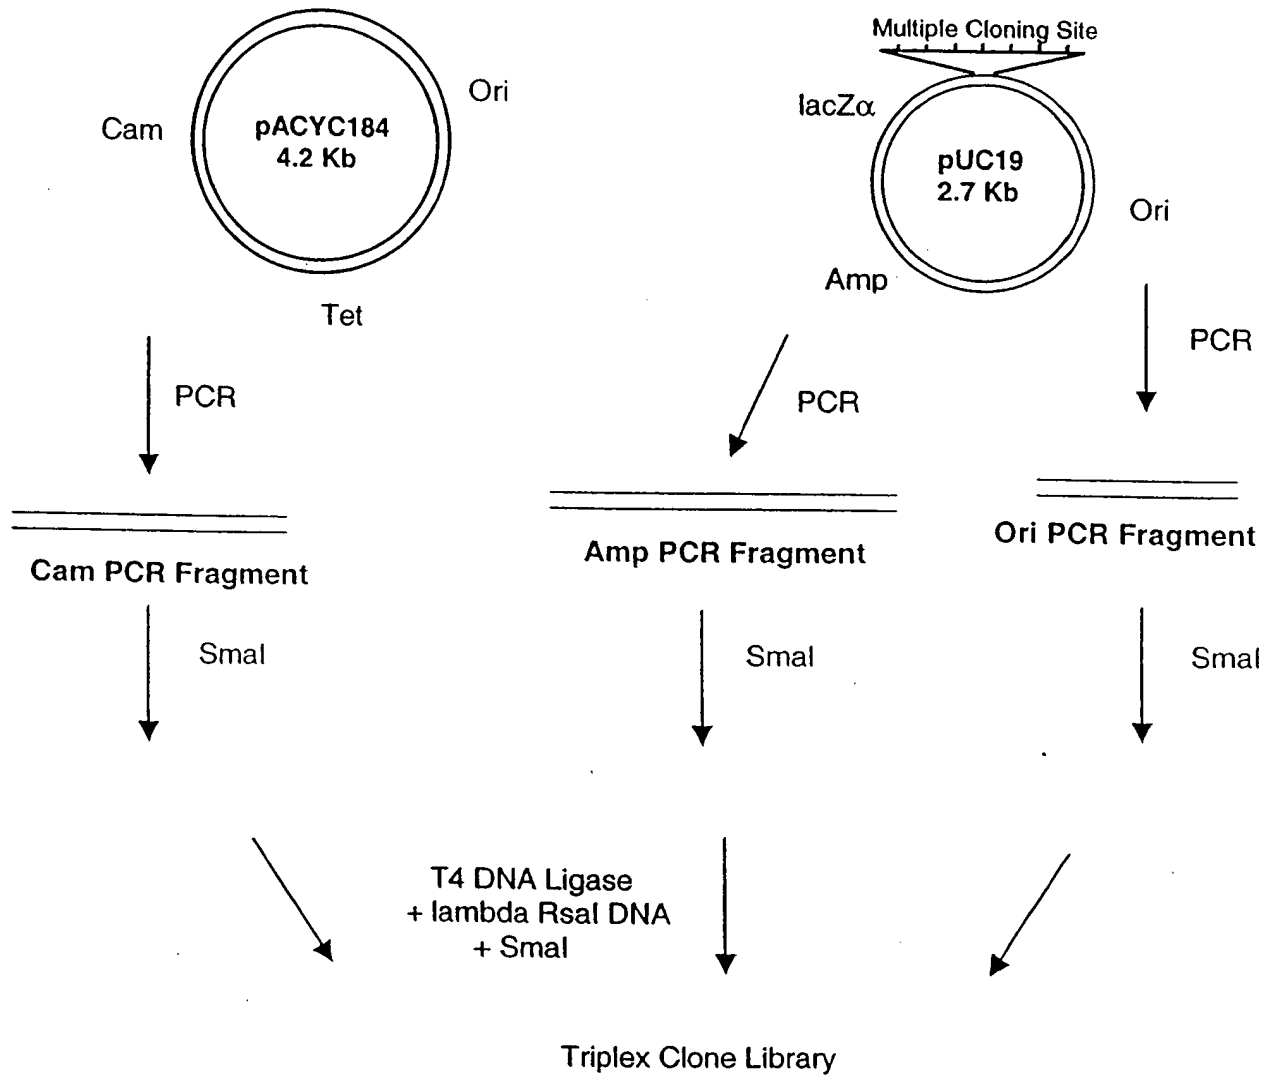 Multiple Cloning Site
Ori
Cam
pACYC184
4.2 Kb
Tet
lacZα
pUC19
2.7 Kb
Ori
Amp
PCR
PCR
PCR
Cam PCR Fragment
Amp PCR Fragment
Ori PCR Fragment
SmaI
SmaI
SmaI
T4 DNA Ligase
+ lambda RsaI DNA
+ SmaI
Triplex Clone Library